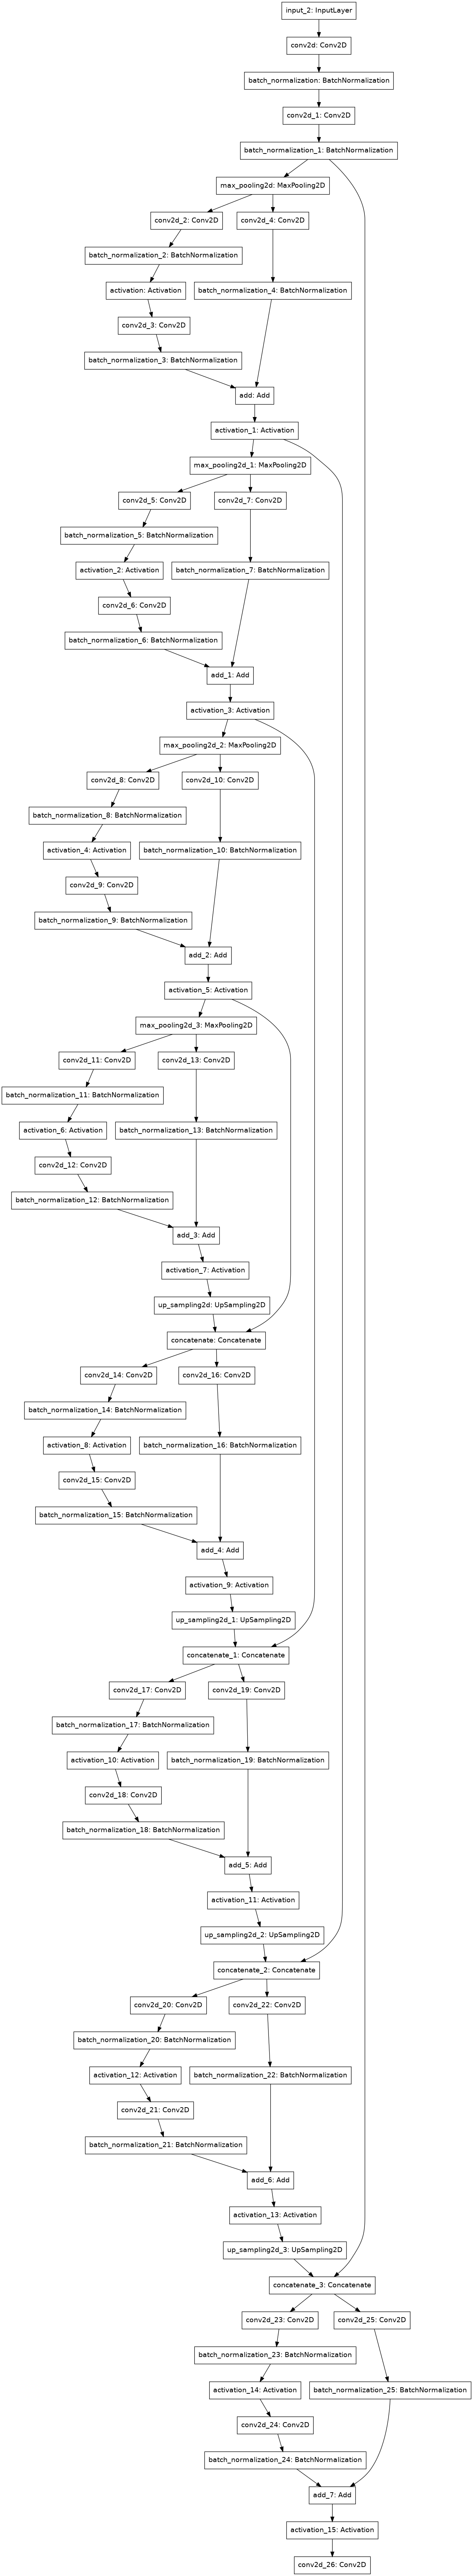 input_2: InputLayer
conv2d: Conv2D
batch_normalization: BatchNormalization
conv2d_1: Conv2D
batch_normalization_1: BatchNormalization
max_pooling2d: MaxPooling2D
conv2d_2: Conv2D
conv2d_4: Conv2D
batch_normalization_2: BatchNormalization
activation: Activation
batch_normalization_4: BatchNormalization
conv2d_3: Conv2D
batch_normalization_3: BatchNormalization
add: Add
activation_1: Activation
max_pooling2d_1: MaxPooling2D
conv2d_5: Conv2D
conv2d_7: Conv2D
batch_normalization_5: BatchNormalization
activation_2: Activation
batch_normalization_7: BatchNormalization
conv2d_6: Conv2D
batch_normalization_6: BatchNormalization
add_1: Add
activation_3: Activation
max_pooling2d_2: MaxPooling2D
conv2d_8: Conv2D
conv2d_10: Conv2D
batch_normalization_8: BatchNormalization
activation_4: Activation
batch_normalization_10: BatchNormalization
conv2d_9: Conv2D
batch_normalization_9: BatchNormalization
add_2: Add
activation_5: Activation
max_pooling2d_3: MaxPooling2D
conv2d_11: Conv2D
conv2d_13: Conv2D
batch_normalization_11: BatchNormalization
activation_6: Activation
batch_normalization_13: BatchNormalization
conv2d_12: Conv2D
batch_normalization_12: BatchNormalization
add_3: Add
activation_7: Activation
up_sampling2d: UpSampling2D
concatenate: Concatenate
conv2d_14: Conv2D
conv2d_16: Conv2D
batch_normalization_14: BatchNormalization
activation_8: Activation
batch_normalization_16: BatchNormalization
conv2d_15: Conv2D
batch_normalization_15: BatchNormalization
add_4: Add
activation_9: Activation
up_sampling2d_1: UpSampling2D
concatenate_1: Concatenate
conv2d_17: Conv2D
conv2d_19: Conv2D
batch_normalization_17: BatchNormalization
activation_10: Activation
batch_normalization_19: BatchNormalization
conv2d_18: Conv2D
batch_normalization_18: BatchNormalization
add_5: Add
activation_11: Activation
up_sampling2d_2: UpSampling2D
concatenate_2: Concatenate
conv2d_20: Conv2D
conv2d_22: Conv2D
batch_normalization_20: BatchNormalization
activation_12: Activation
batch_normalization_22: BatchNormalization
conv2d_21: Conv2D
batch_normalization_21: BatchNormalization
add_6: Add
activation_13: Activation
up_sampling2d_3: UpSampling2D
concatenate_3: Concatenate
conv2d_23: Conv2D
conv2d_25: Conv2D
batch_normalization_23: BatchNormalization
activation_14: Activation
batch_normalization_25: BatchNormalization
conv2d_24: Conv2D
batch_normalization_24: BatchNormalization
add_7: Add
activation_15: Activation
conv2d_26: Conv2D